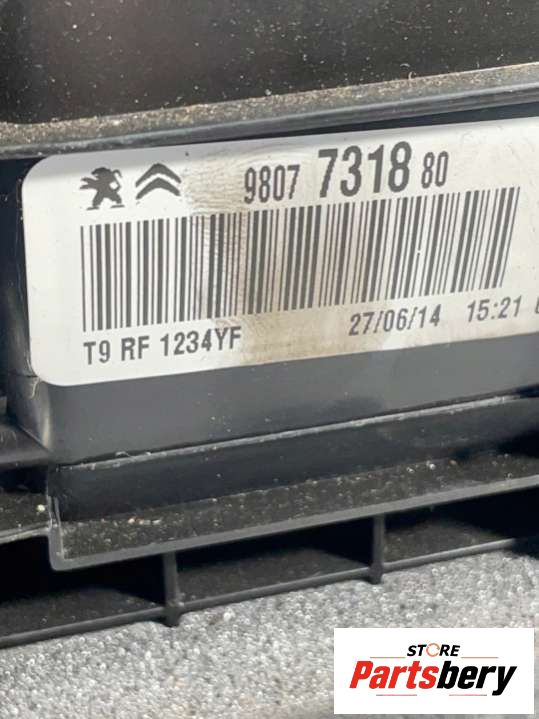 9807 7318 80
T9 RF 1234YF 27/06/14 15:21
STORE
Partsbery